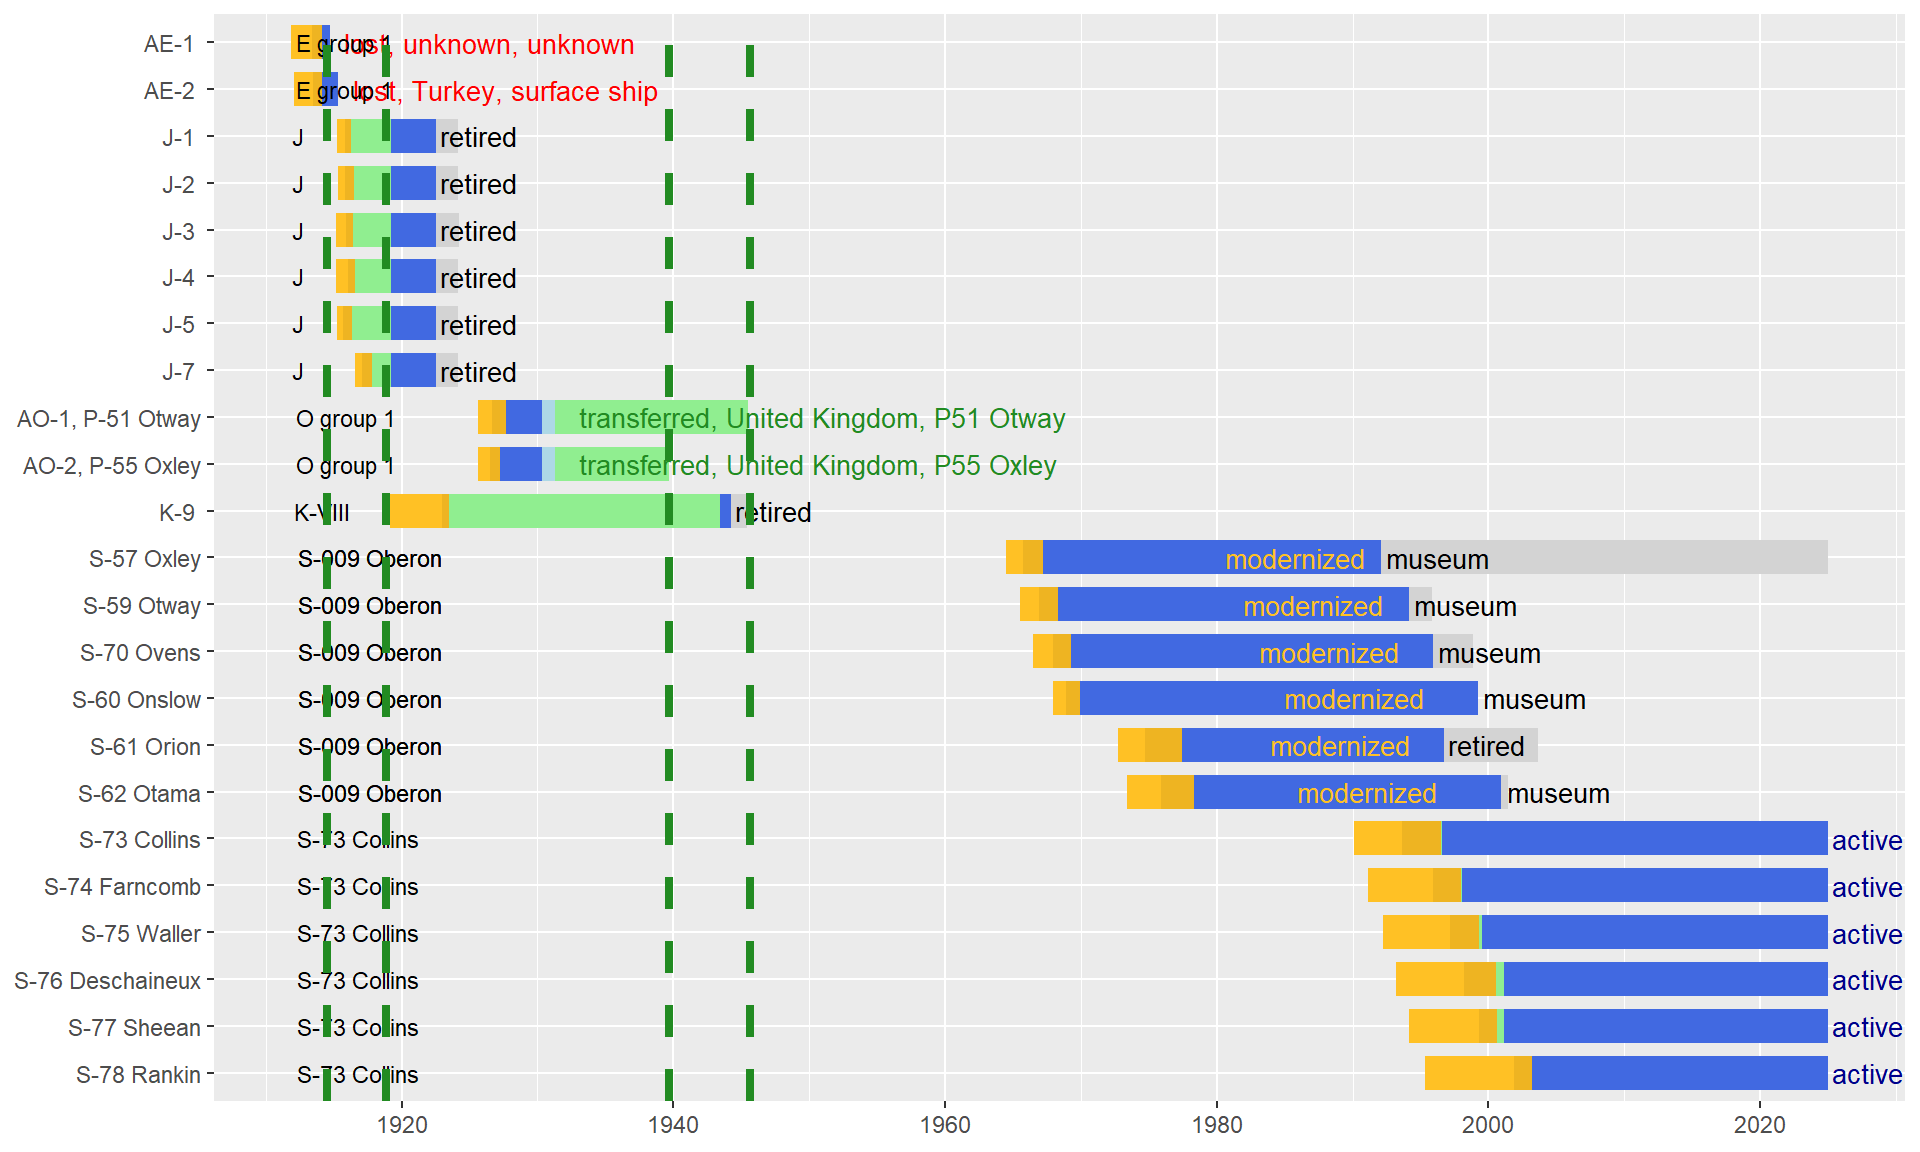 AE-1 E group 1 lost, unknown, unknown
AE-2 E group 1 lost, Turkey, surface ship
J-1 J retired
J-2 J retired
J-3 J retired
J-4 J retired
J-5 J retired
J-7 J retired
AO-1, P-51 Otway O group 1 transferred, United Kingdom, P51 Otway
AO-2, P-55 Oxley O group 1 transferred, United Kingdom, P55 Oxley
K-9 K-VIII retired
S-57 Oxley S-009 Oberon modernized museum
S-59 Otway S-009 Oberon modernized museum
S-70 Ovens S-009 Oberon modernized museum
S-60 Onslow S-009 Oberon modernized museum
S-61 Orion S-009 Oberon modernized retired
S-62 Otama S-009 Oberon modernized museum
S-73 Collins S-73 Collins active
S-74 Farncomb S-73 Collins active
S-75 Waller S-73 Collins active
S-76 Deschaineux S-73 Collins active
S-77 Sheean S-73 Collins active
S-78 Rankin S-73 Collins active
1920 1940 1960 1980 2000 2020